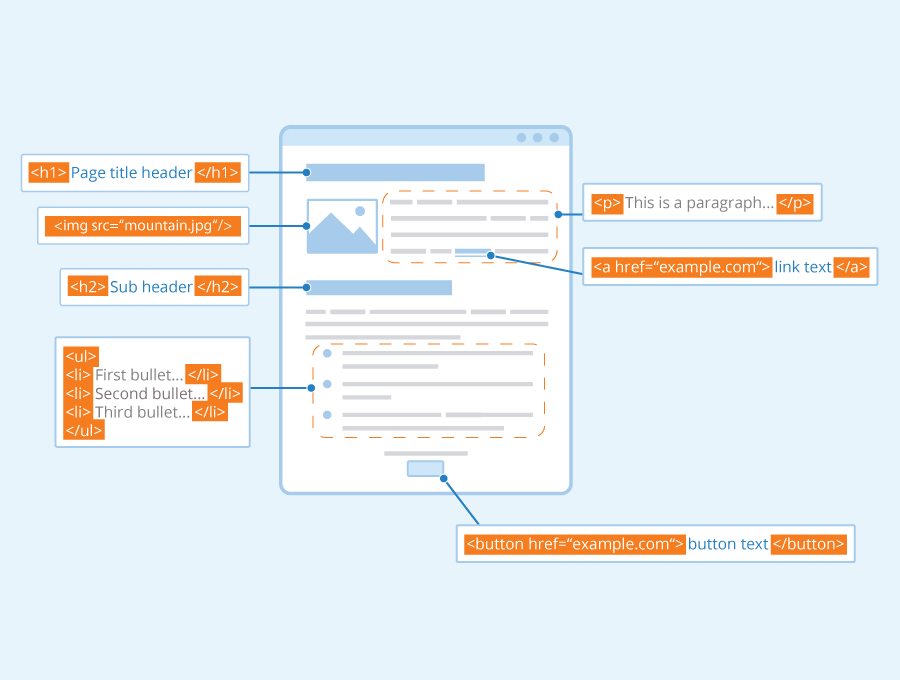 <h1> Page title header </h1>
<img src=“mountain.jpg“/>
<h2> Sub header </h2>
<ul>
<li> First bullet... </li>
<li> Second bullet... </li>
<li> Third bullet... </li>
</ul>
<p> This is a paragraph... </p>
<a href=“example.com“> link text </a>
<button href=“example.com“> button text </button>